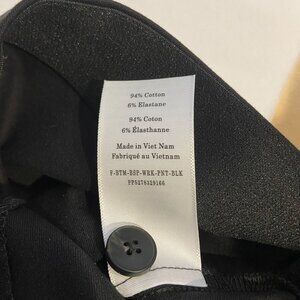 94% Cotton
6% Elastane
94% Coton
6% Élasthanne
Made in Viet Nam
Fabriqué au Vietnam
F-BTM-BSP-WRK-PNT-BLK
FPS0278329166